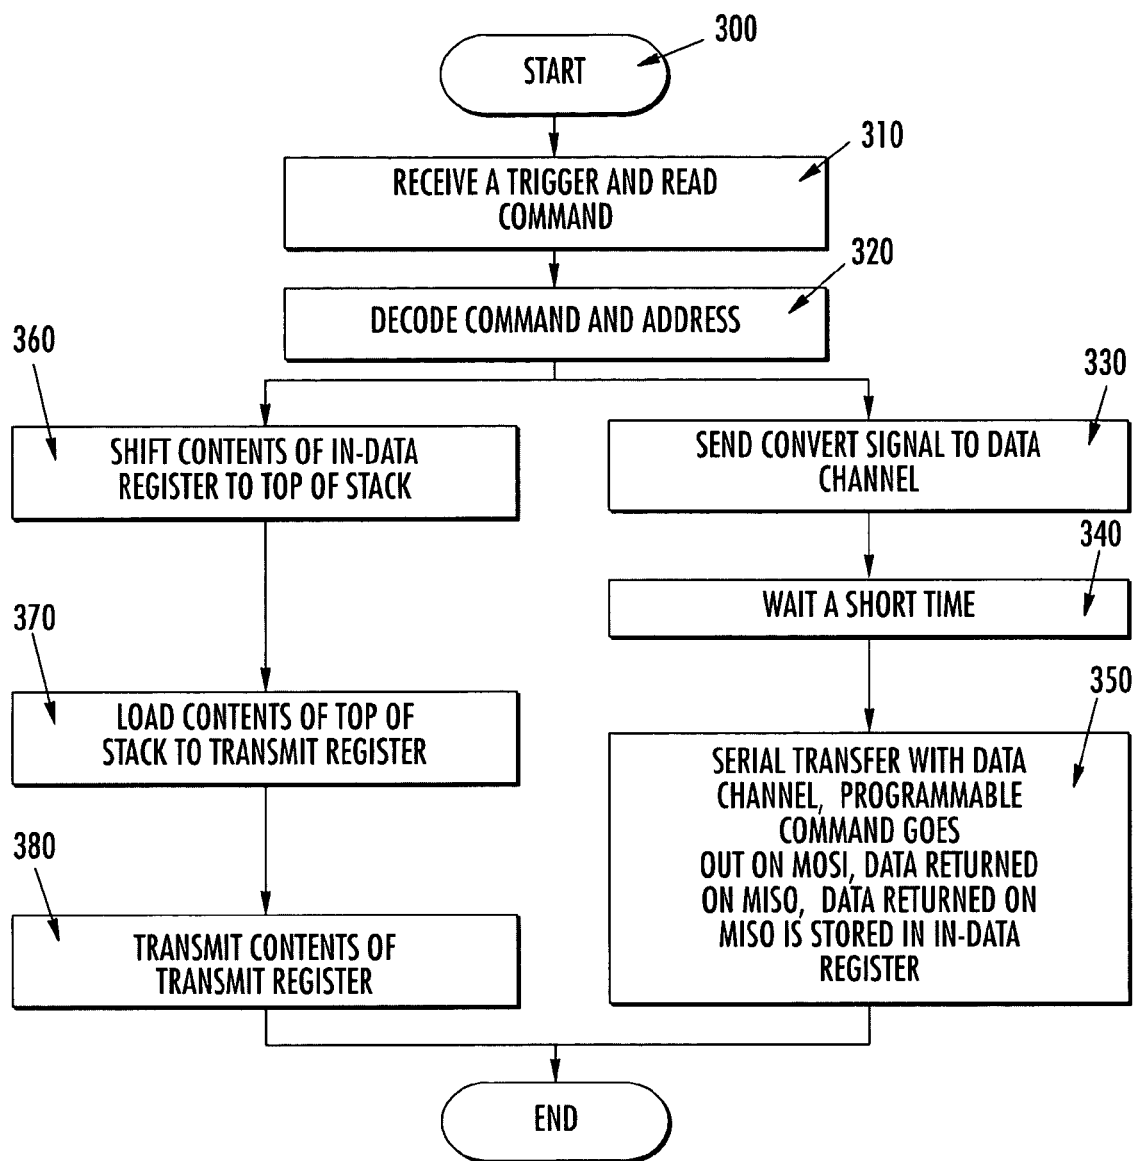 300
START
310
RECEIVE A TRIGGER AND READ
COMMAND
320
DECODE COMMAND AND ADDRESS
360
SHIFT CONTENTS OF IN-DATA
REGISTER TO TOP OF STACK
330
SEND CONVERT SIGNAL TO DATA
CHANNEL
340
WAIT A SHORT TIME
370
LOAD CONTENTS OF TOP OF
STACK TO TRANSMIT REGISTER
350
SERIAL TRANSFER WITH DATA
CHANNEL, PROGRAMMABLE
COMMAND GOES
OUT ON MOSI, DATA RETURNED
ON MISO, DATA RETURNED ON
MISO IS STORED IN IN-DATA
REGISTER
380
TRANSMIT CONTENTS OF
TRANSMIT REGISTER
END